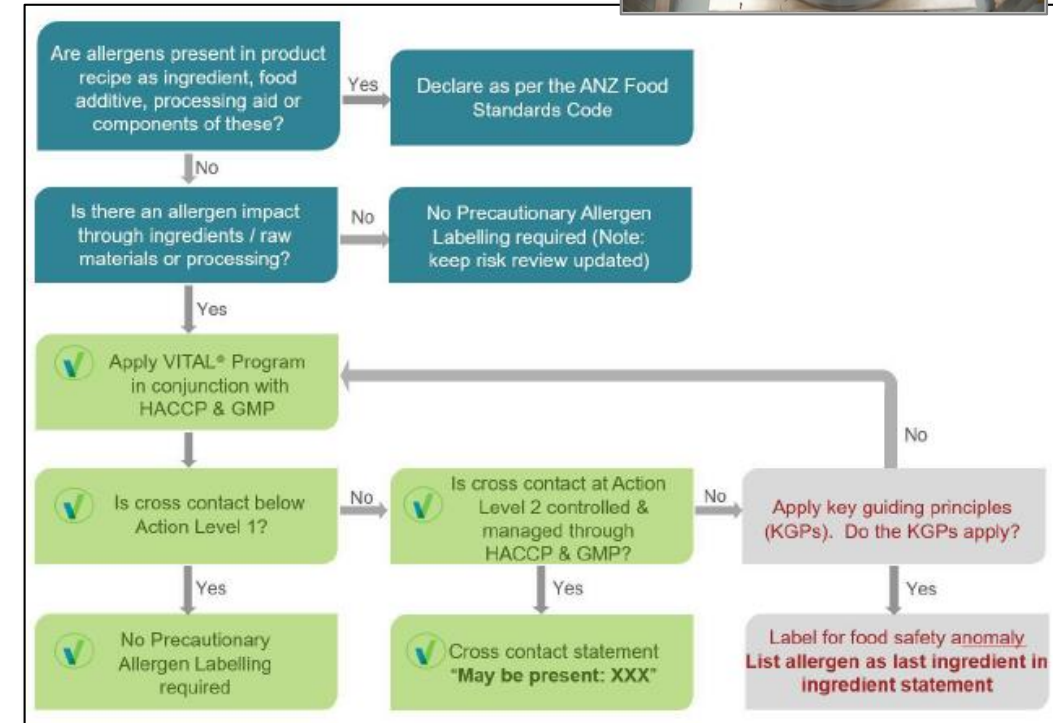 Are allergens present in product
recipe as ingredient, food
additive, processing aid or
components of these?
Yes
Declare as per the ANZ Food
Standards Code
No
Is there an allergen impact
through ingredients / raw
materials or processing?
No
No Precautionary Allergen
Labelling required (Note:
keep risk review updated)
Yes
Apply VITAL® Program
in conjunction with
HACCP & GMP
No
Is cross contact below
Action Level 1?
No
Is cross contact at Action
Level 2 controlled &
managed through
HACCP & GMP?
No
Apply key guiding principles
(KGPs). Do the KGPs apply?
Yes
Yes
Yes
No Precautionary
Allergen Labelling
required
Cross contact statement
"May be present: XXX"
Label for food safety anomaly
List allergen as last ingredient in
ingredient statement